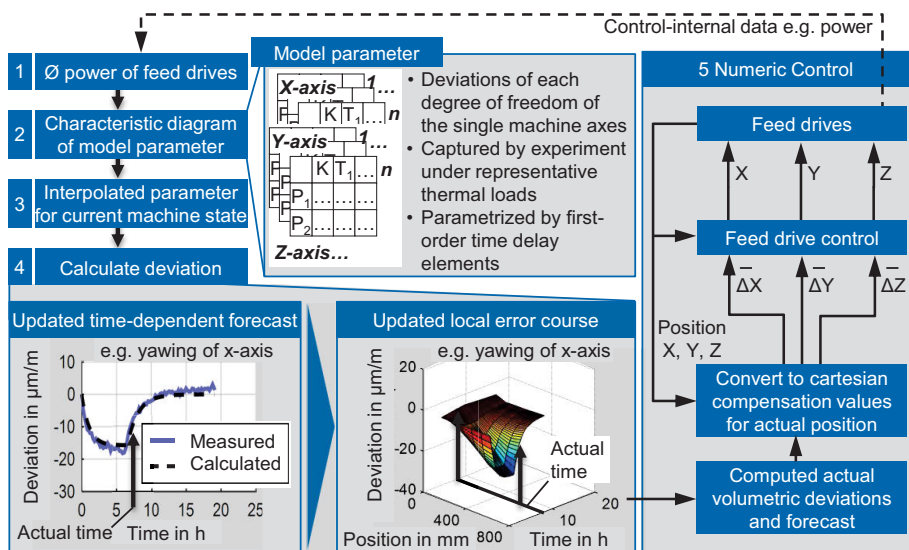 Control-internal data e.g. power
1 Ø power of feed drives
2 Characteristic diagram
of model parameter
3 Interpolated parameter
for current machine state
4 Calculate deviation
Model parameter
X-axis 1...
K T1 ... n
Y-axis 1...
K T1 ... n
P1 ... ... ...
P2 ... ... ...
Z-axis...
• Deviations of each
degree of freedom of
the single machine axes
• Captured by experiment
under representative
thermal loads
• Parametrized by first-
order time delay
elements
5 Numeric Control
Feed drives
X Y Z
Feed drive control
Δ̅X Δ̅Y Δ̅Z
Position
X, Y, Z
Convert to cartesian
compensation values
for actual position
Computed actual
volumetric deviations
and forecast
Updated time-dependent forecast
e.g. yawing of x-axis
Deviation in µm/m
10
0
-10
-20
-30
0 5 10 15 20 25
Measured
Calculated
Actual time
Time in h
Updated local error course
e.g. yawing of x-axis
Deviation in µm/m
20
0
-20
-40
0
400
800
Position in mm
0
10
20
Time in h
Actual
time